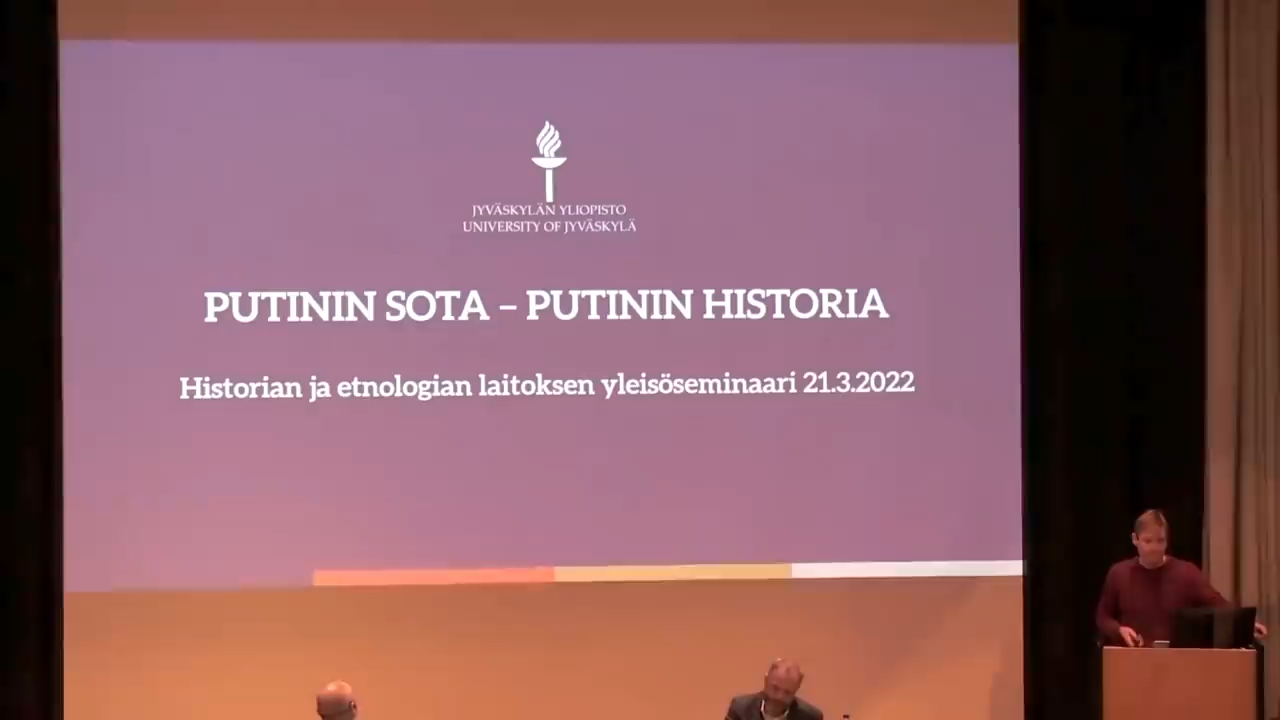 JYVÄSKYLÄN YLIOPISTO
UNIVERSITY OF JYVÄSKYLÄ
PUTININ SOTA – PUTININ HISTORIA
Historian ja etnologian laitoksen yleisöseminaari 21.3.2022